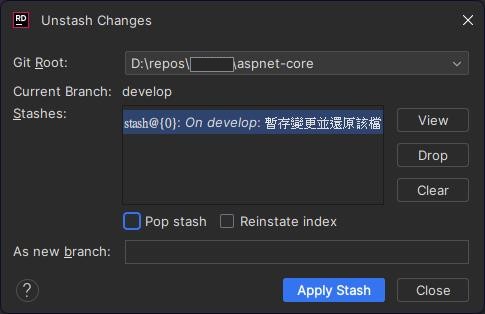 RD Unstash Changes
Git Root: D:\repos\ \aspnet-core
Current Branch: develop
Stashes:
stash@{0}: On develop: 暫存變更並還原該檔
View
Drop
Clear
Pop stash Reinstate index
As new branch:
? Apply Stash Close